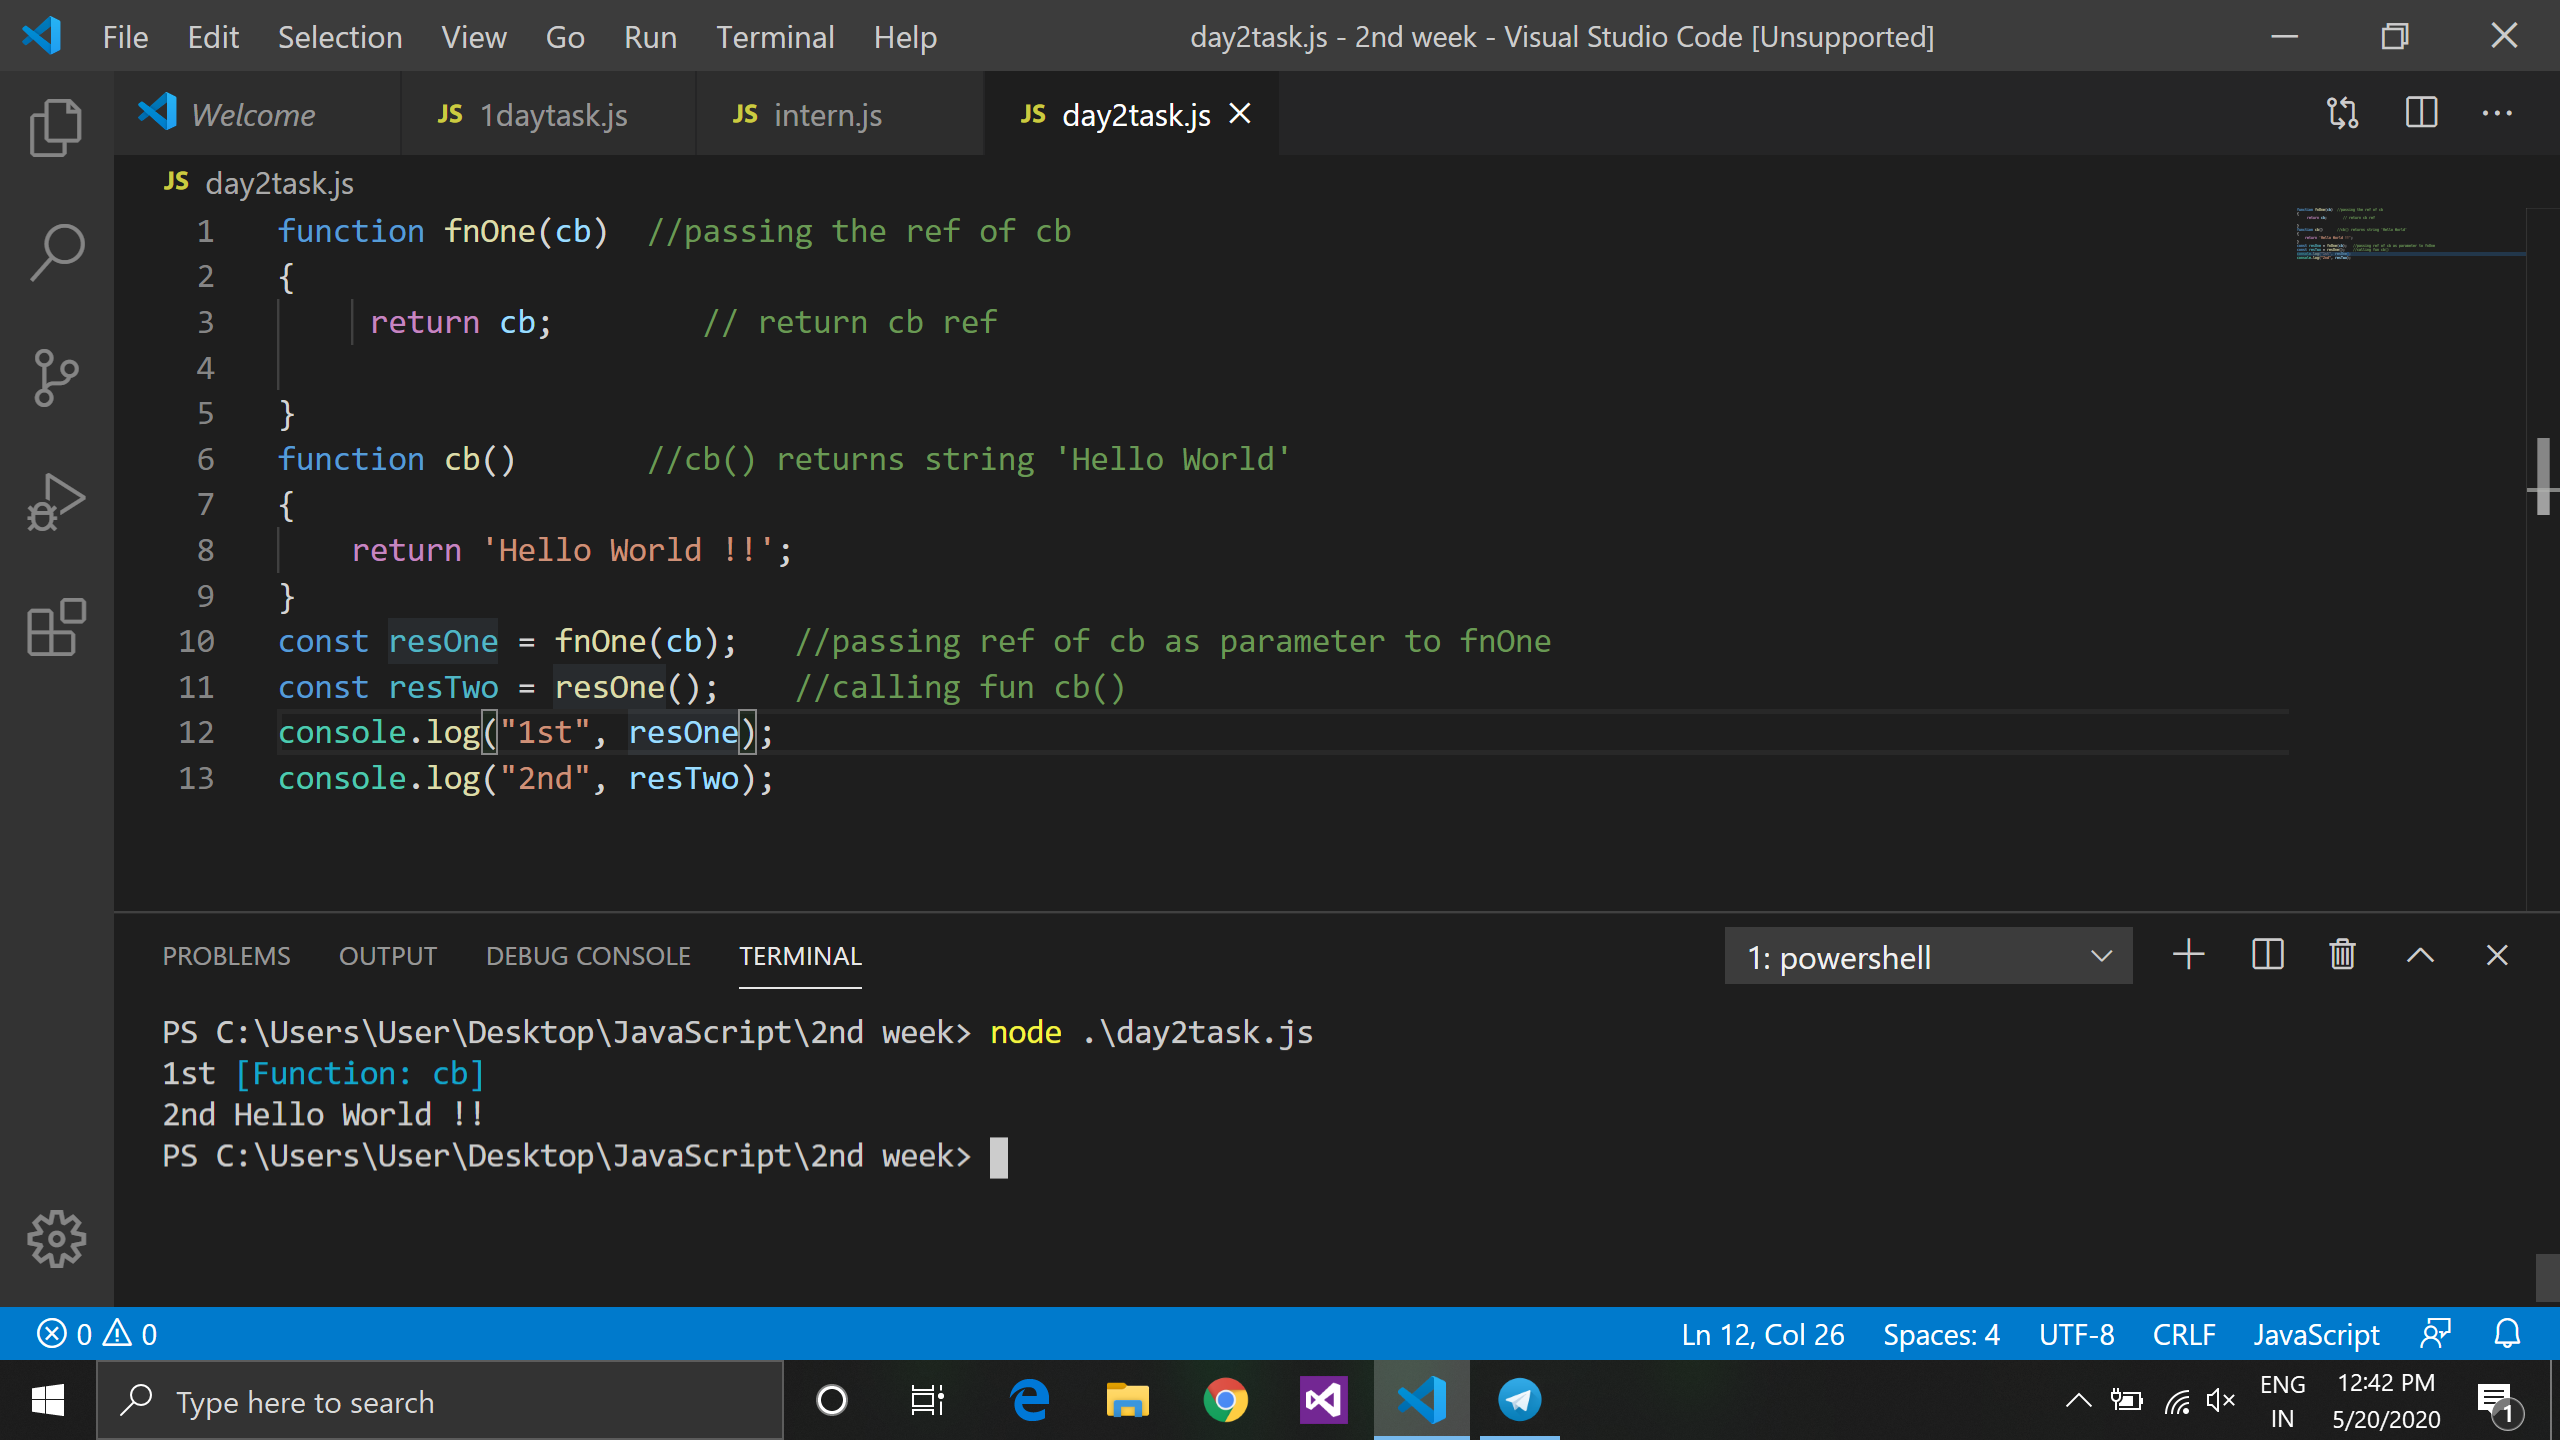 File Edit Selection View Go Run Terminal Help day2task.js - 2nd week - Visual Studio Code [Unsupported]
Welcome JS 1daytask.js JS intern.js JS day2task.js
JS day2task.js
1 function fnOne(cb) //passing the ref of cb
2 {
3 return cb; // return cb ref
4
5 }
6 function cb() //cb() returns string 'Hello World'
7 {
8 return 'Hello World !!';
9 }
10 const resOne = fnOne(cb); //passing ref of cb as parameter to fnOne
11 const resTwo = resOne(); //calling fun cb()
12 console.log("1st", resOne);
13 console.log("2nd", resTwo);
PROBLEMS OUTPUT DEBUG CONSOLE TERMINAL 1: powershell
PS C:\Users\User\Desktop\JavaScript\2nd week> node .\day2task.js
1st [Function: cb]
2nd Hello World !!
PS C:\Users\User\Desktop\JavaScript\2nd week>
0 0 Ln 12, Col 26 Spaces: 4 UTF-8 CRLF JavaScript
Type here to search
ENG 12:42 PM
IN 5/20/2020 1